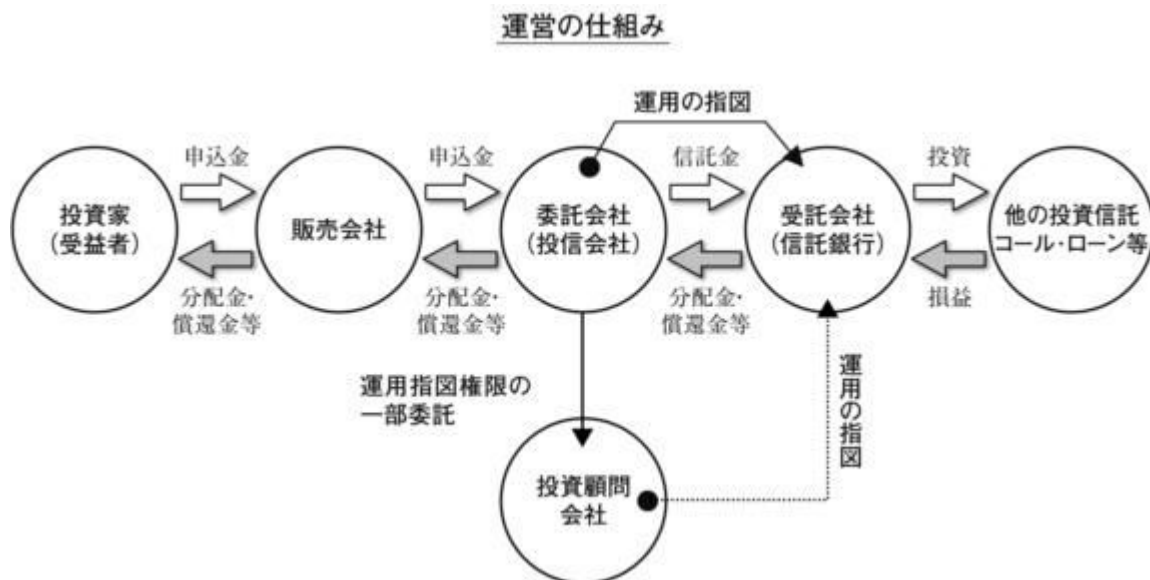 運営の仕組み
運用の指図
申込金
申込金
信託金
投資
投資家
(受益者)
販売会社
委託会社
(投信会社)
受託会社
(信託銀行)
他の投資信託
コール・ローン等
分配金・
償還金等
分配金・
償還金等
分配金・
償還金等
損益
運用指図権限の
一部委託
運用の指図
投資顧問
会社